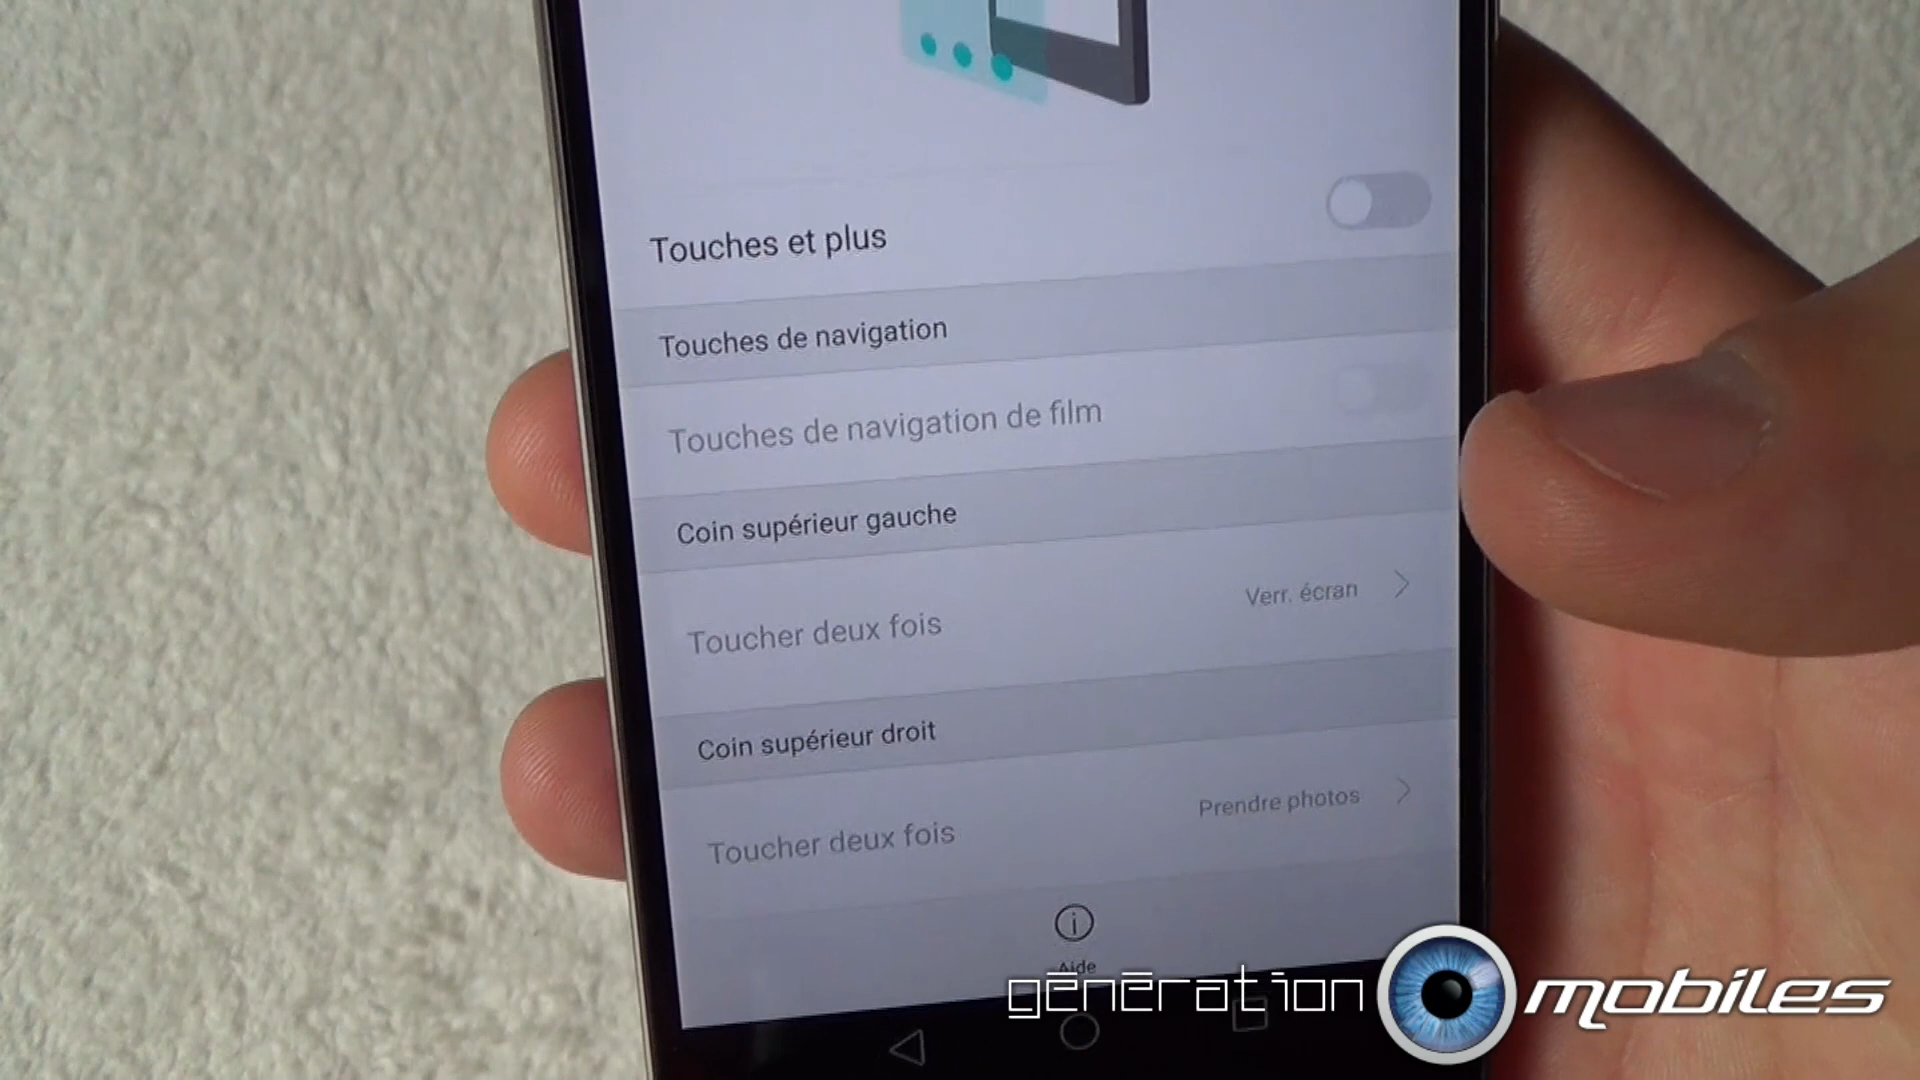 Touches et plus
Touches de navigation
Touches de navigation de film
Coin supérieur gauche
Verr. écran
Toucher deux fois
Coin supérieur droit
Prendre photos
Toucher deux fois
Aide
generation mobiles